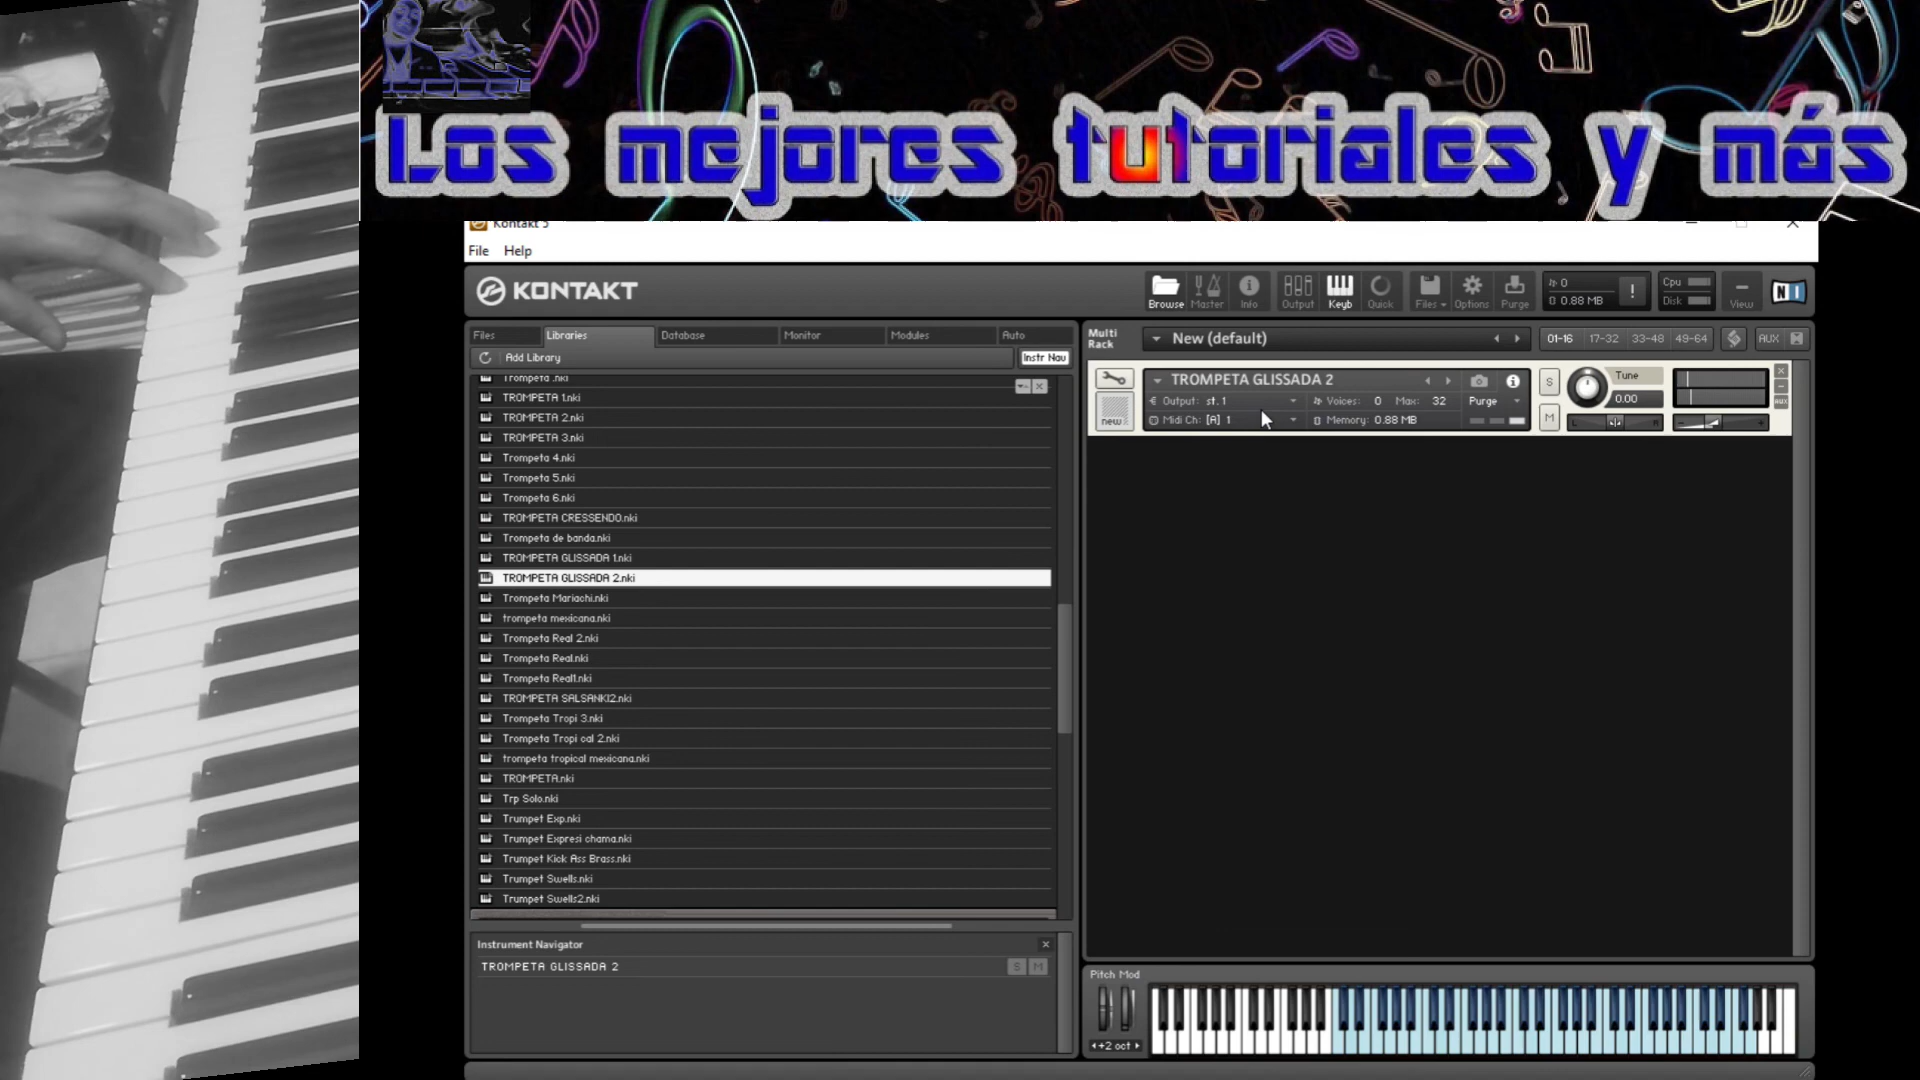 Los mejores tutoriales y más
Kontakt 5
File Help
KONTAKT
Browse Master Info Output Keyb Quick Files Options Purge
0
0.88 MB
!
Cpu
Disk
View
NI
Files Libraries Database Monitor Modules Auto
Add Library
Instr Nav
Trompeta .nki
TROMPETA 1.nki
TROMPETA 2.nki
TROMPETA 3.nki
Trompeta 4.nki
Trompeta 5.nki
Trompeta 6.nki
TROMPETA CRESSENDO.nki
Trompeta de banda.nki
TROMPETA GLISSADA 1.nki
TROMPETA GLISSADA 2.nki
Trompeta Mariachi.nki
trompeta mexicana.nki
Trompeta Real 2.nki
Trompeta Real.nki
Trompeta Real1.nki
TROMPETA SALSANKI2.nki
Trompeta Tropi 3.nki
Trompeta Tropi cal 2.nki
trompeta tropical mexicana.nki
TROMPETA.nki
Trp Solo.nki
Trumpet Exp.nki
Trumpet Expresi chama.nki
Trumpet Kick Ass Brass.nki
Trumpet Swells.nki
Trumpet Swells2.nki
Instrument Navigator
TROMPETA GLISSADA 2 S M
Multi
Rack
New (default)
01-16 17-32 33-48 49-64
AUX
TROMPETA GLISSADA 2
Output: st.1 Voices: 0 Max: 32 Purge
new Midi Ch: [A] 1 Memory: 0.88 MB
S
M
Tune
0.00
L R
- +
AUX
Pitch Mod
+2 oct